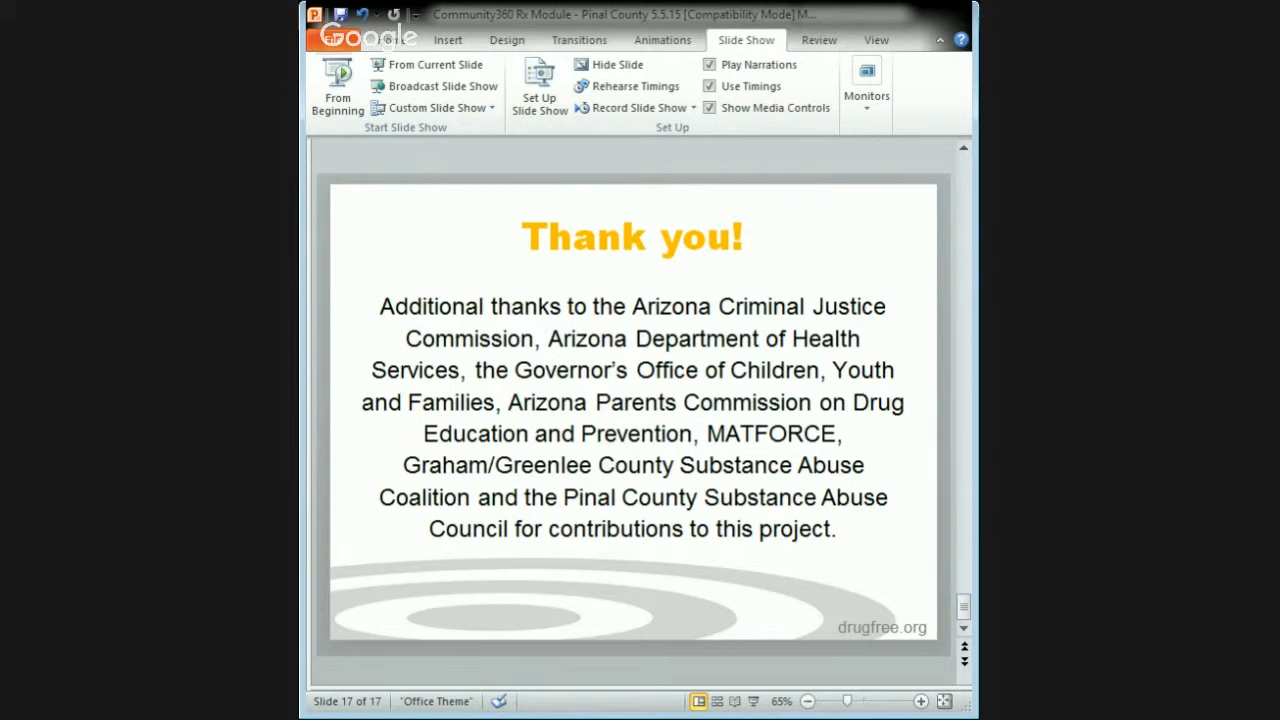 Community360 Rx Module - Pinal County 5.5.15 [Compatibility Mode] M...
Google
Insert Design Transitions Animations Slide Show Review View
From Beginning
From Current Slide
Broadcast Slide Show
Custom Slide Show
Start Slide Show
Set Up Slide Show
Hide Slide
Rehearse Timings
Record Slide Show
Play Narrations
Use Timings
Show Media Controls
Set Up
Monitors
Thank you!
Additional thanks to the Arizona Criminal Justice
Commission, Arizona Department of Health
Services, the Governor's Office of Children, Youth
and Families, Arizona Parents Commission on Drug
Education and Prevention, MATFORCE,
Graham/Greenlee County Substance Abuse
Coalition and the Pinal County Substance Abuse
Council for contributions to this project.
drugfree.org
Slide 17 of 17 "Office Theme" 65%